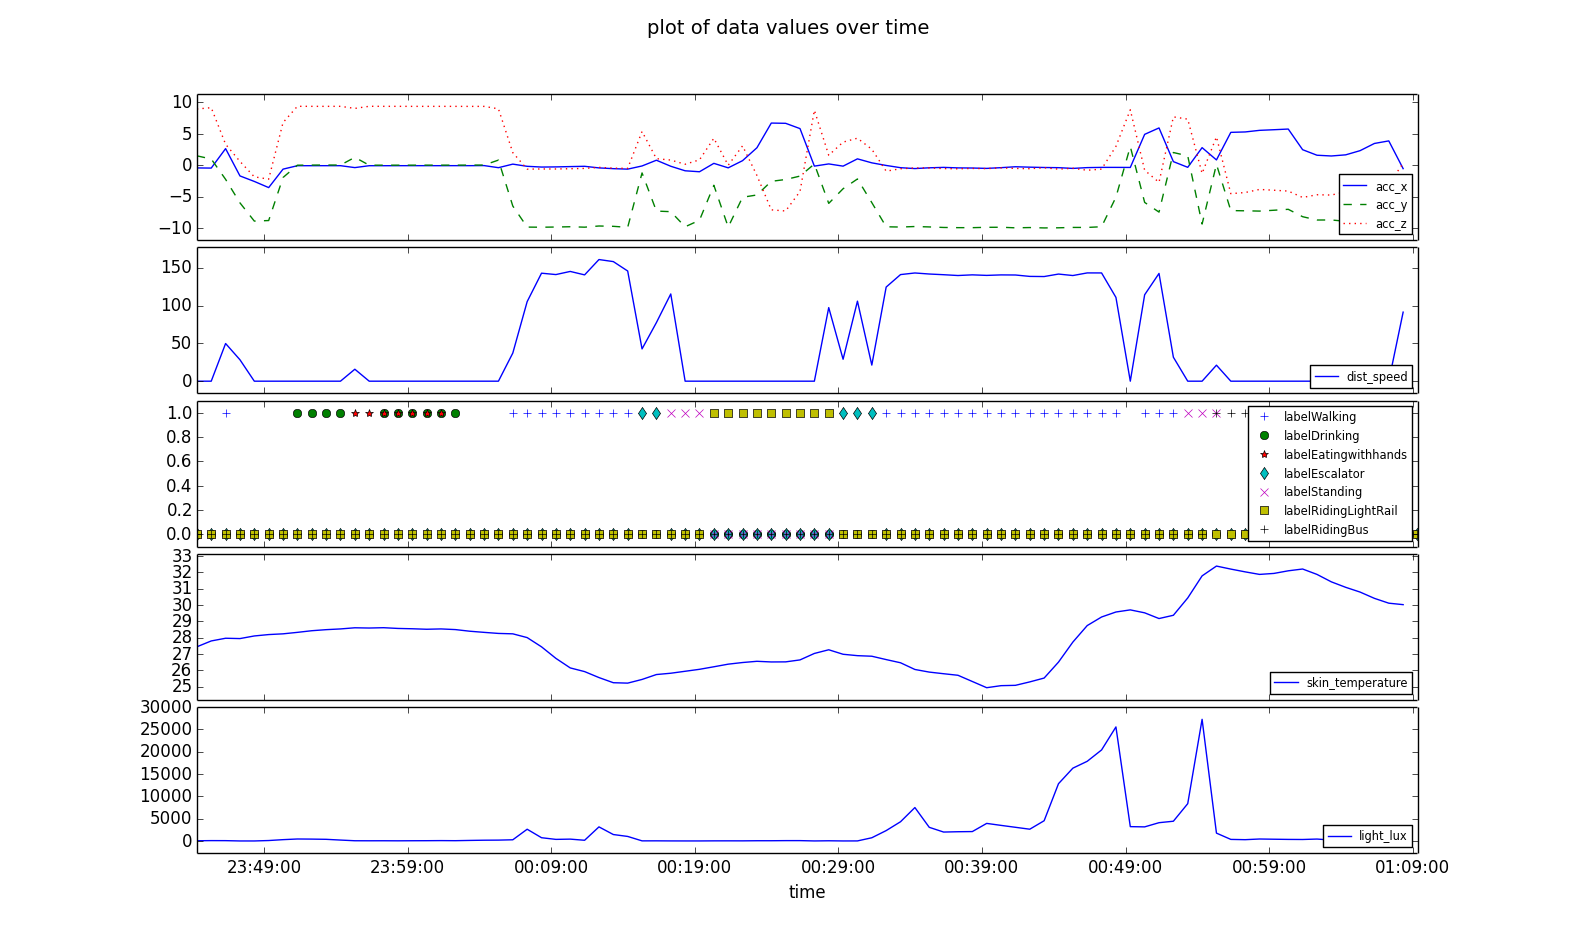 plot of data values over time
10
5
0
−5
−10
acc_x
acc_y
acc_z
150
100
50
0
dist_speed
1.0
0.8
0.6
0.4
0.2
0.0
labelWalking
labelDrinking
labelEatingwithhands
labelEscalator
labelStanding
labelRidingLightRail
labelRidingBus
33
32
31
30
29
28
27
26
25
skin_temperature
30000
25000
20000
15000
10000
5000
0
light_lux
23:49:00 23:59:00 00:09:00 00:19:00 00:29:00 00:39:00 00:49:00 00:59:00 01:09:00
time